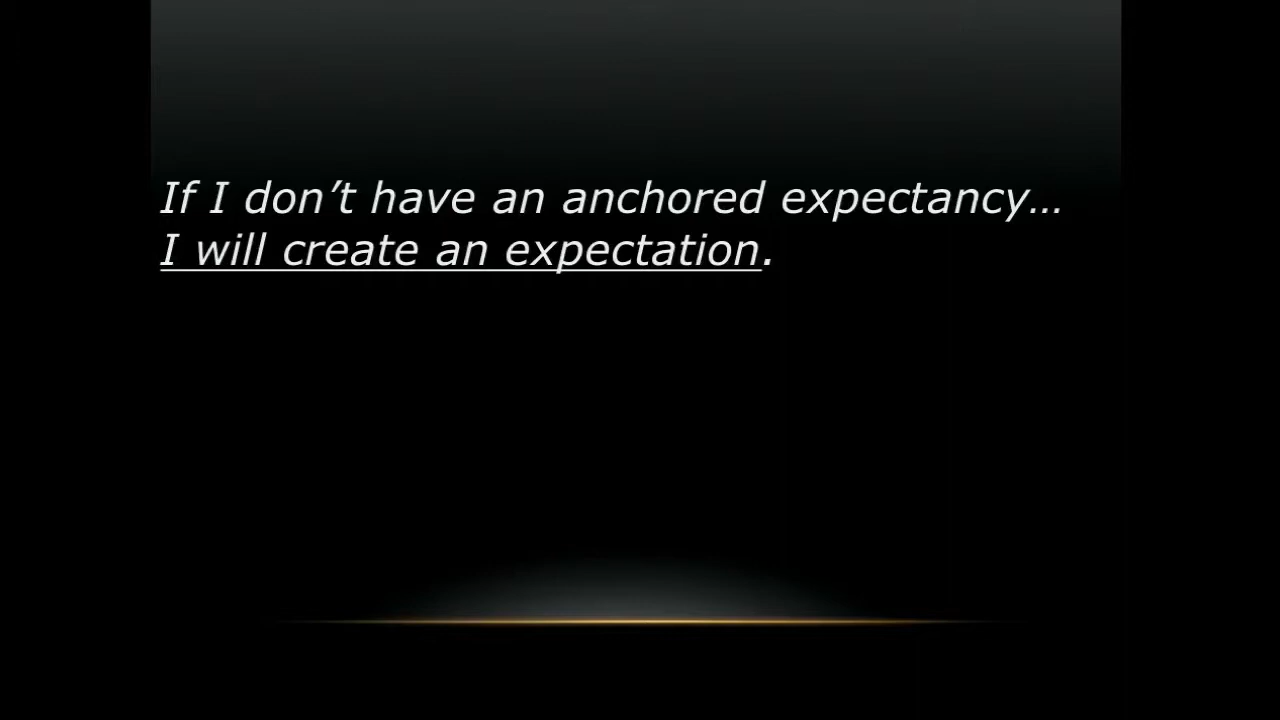 If I don’t have an anchored expectancy…
I will create an expectation.